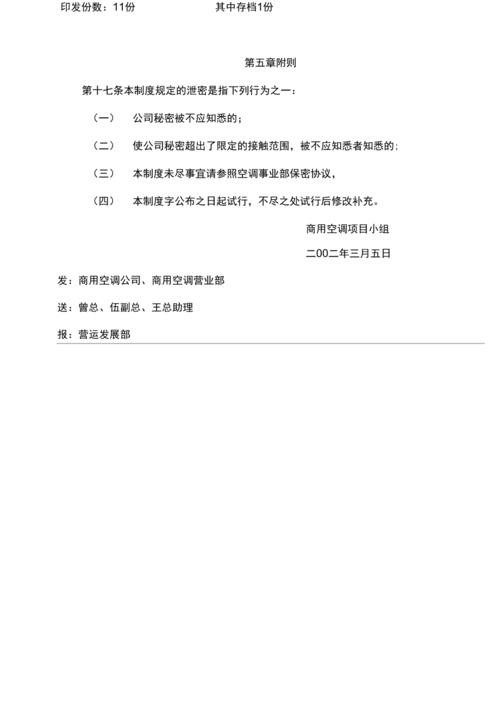 印发份数：11份 其中存档1份
第五章附则
第十七条本制度规定的泄密是指下列行为之一：
（一） 公司秘密被不应知悉的；
（二） 使公司秘密超出了限定的接触范围，被不应知悉者知悉的；
（三） 本制度未尽事宜请参照空调事业部保密协议，
（四） 本制度字公布之日起试行，不尽之处试行后修改补充。
商用空调项目小组
二00二年三月五日
发：商用空调公司、商用空调营业部
送：曾总、伍副总、王总助理
报：营运发展部